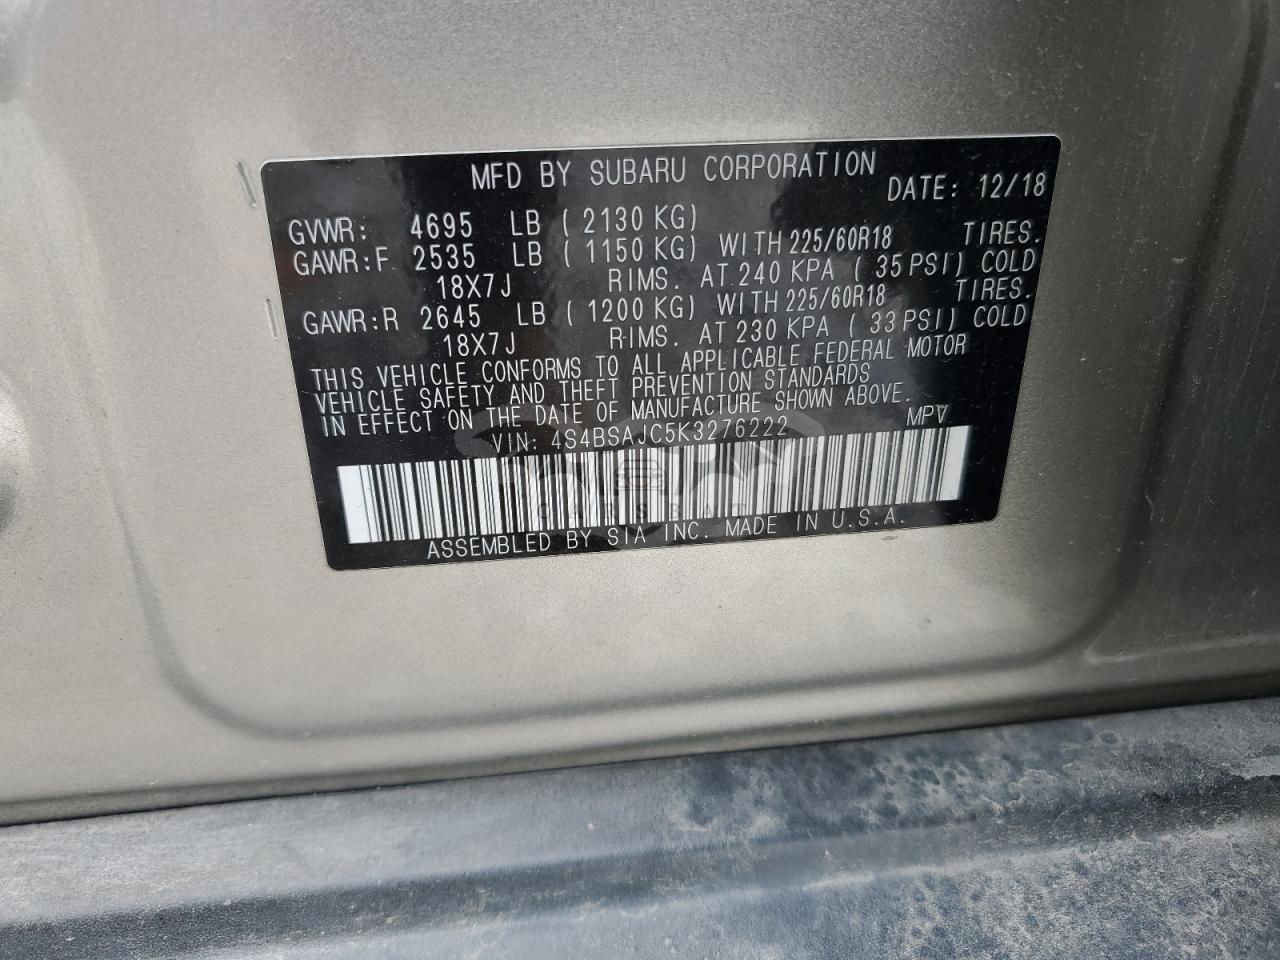 MFD BY SUBARU CORPORATION
DATE: 12/18
GVWR: 4695 LB ( 2130 KG)
GAWR:F 2535 LB ( 1150 KG) WITH 225/60R18 TIRES.
18X7J RIMS. AT 240 KPA ( 35 PSI) COLD
GAWR:R 2645 LB ( 1200 KG) WITH 225/60R18 TIRES.
18X7J RIMS. AT 230 KPA ( 33 PSI) COLD
THIS VEHICLE CONFORMS TO ALL APPLICABLE FEDERAL MOTOR
VEHICLE SAFETY AND THEFT PREVENTION STANDARDS
IN EFFECT ON THE DATE OF MANUFACTURE SHOWN ABOVE.
VIN: 4S4BSAJC5K3276222 MPV
ASSEMBLED BY SIA INC. MADE IN U.S.A.